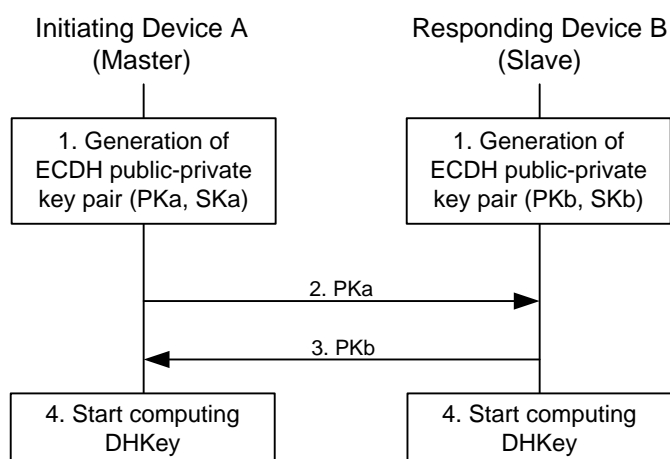 Initiating Device A
(Master)
Responding Device B
(Slave)
1. Generation of
ECDH public-private
key pair (PKa, SKa)
1. Generation of
ECDH public-private
key pair (PKb, SKb)
2. PKa
3. PKb
4. Start computing
DHKey
4. Start computing
DHKey